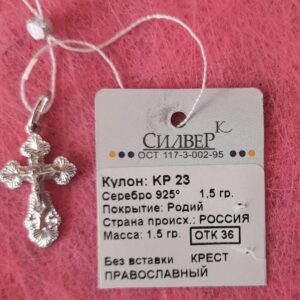 СИЛВЕР К
ОСТ 117-3-002-95
Кулон: КР 23
Серебро 925° 1.5 гр.
Покрытие: Родий
Страна происх.: РОССИЯ
Масса: 1.5 гр. ОТК 36
Без вставки КРЕСТ
ПРАВОСЛАВНЫЙ